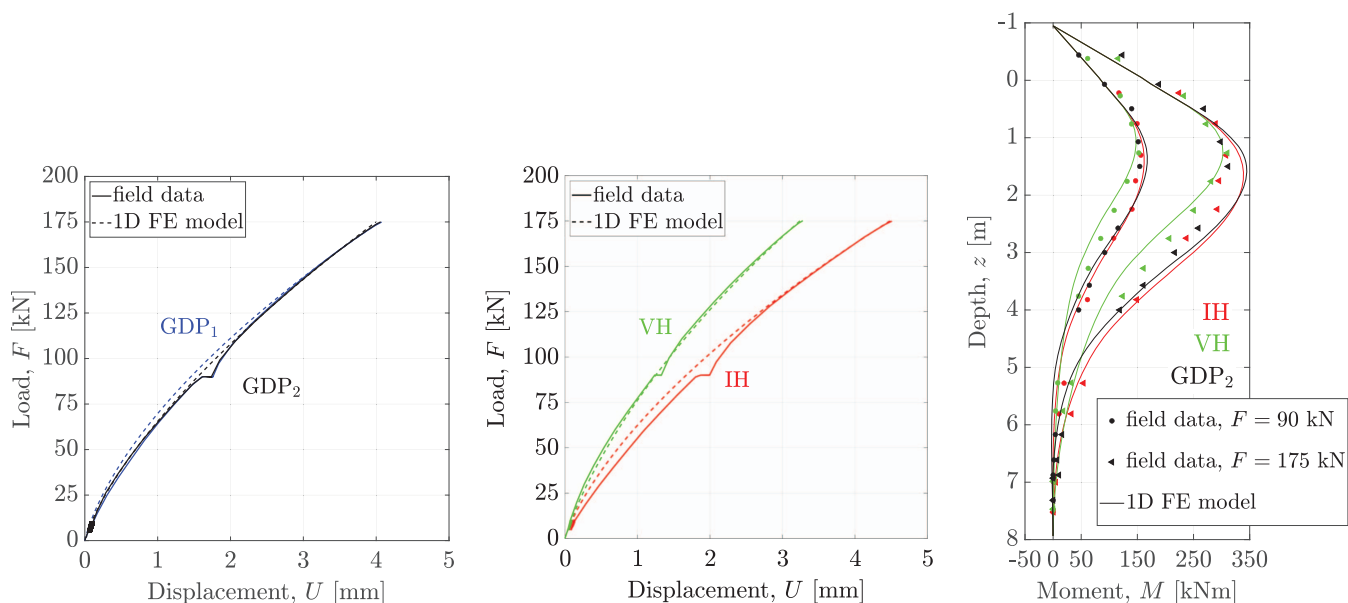 200
175
150
125
100
75
50
25
0
Load, F [kN]
field data
1D FE model
GDP₁
GDP₂
0 1 2 3 4 5
Displacement, U [mm]
200
175
150
125
100
75
50
25
0
Load, F [kN]
field data
1D FE model
VH
IH
0 1 2 3 4 5
Displacement, U [mm]
-1
0
1
2
3
4
5
6
7
8
Depth, z [m]
IH
VH
GDP₂
field data, F = 90 kN
field data, F = 175 kN
1D FE model
-50 50 150 250 350
Moment, M [kNm]